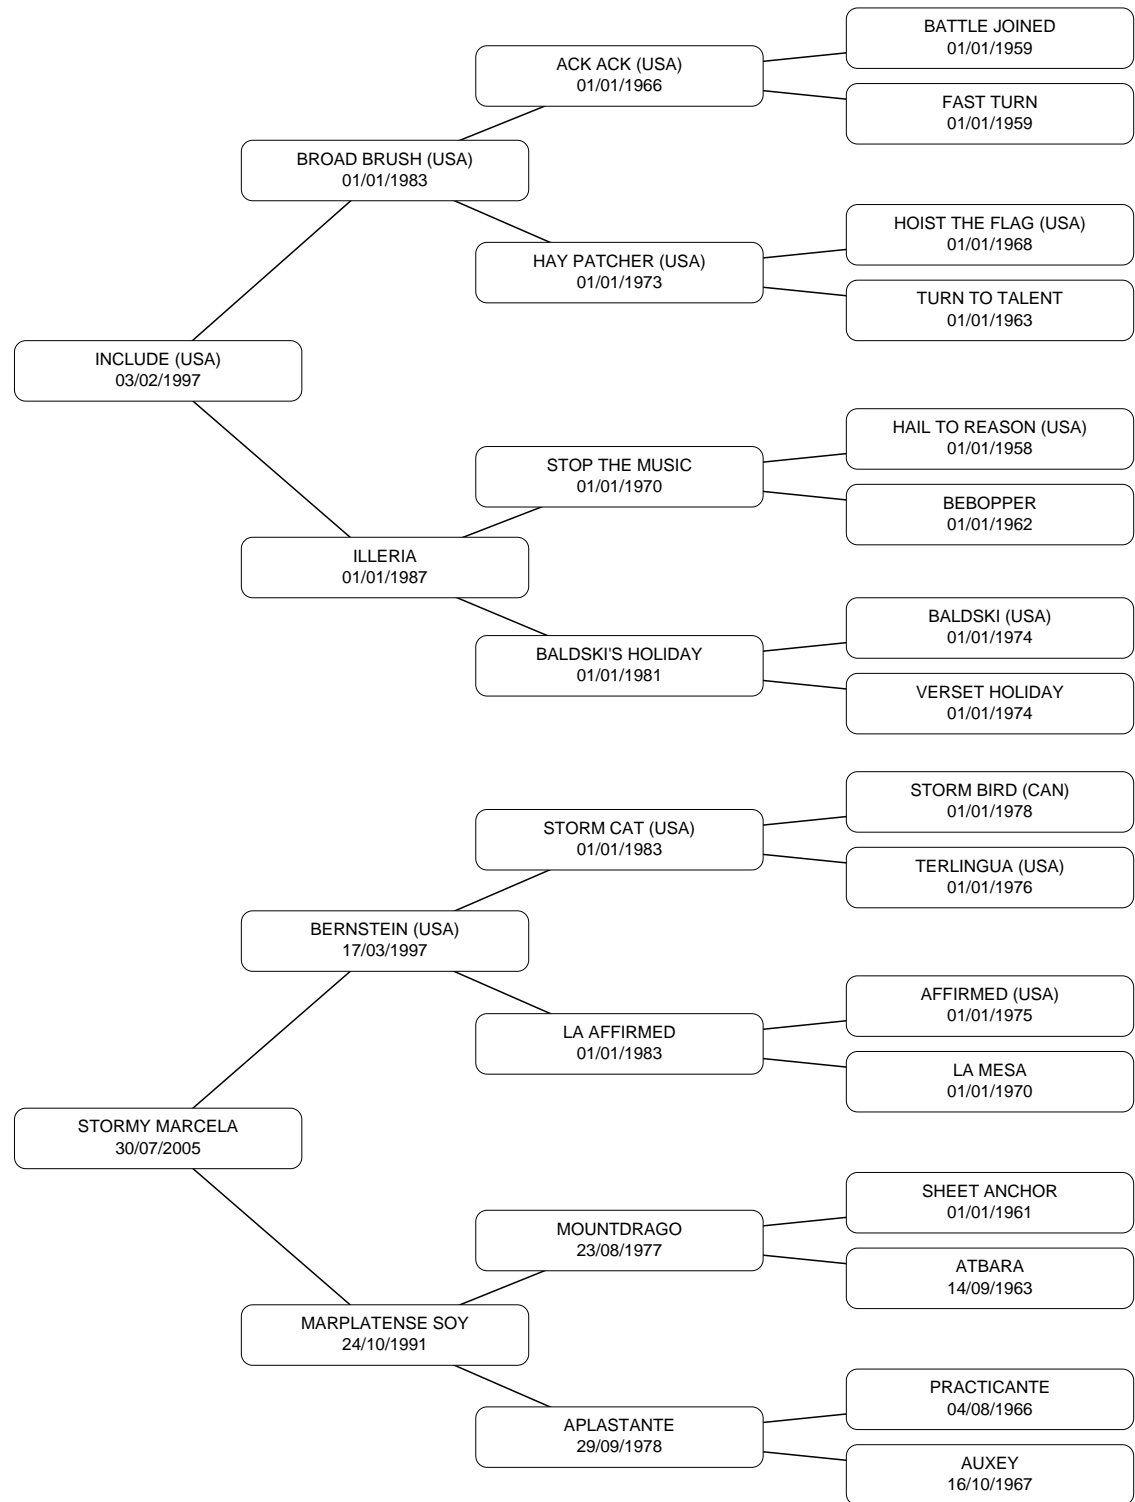 BATTLE JOINED
01/01/1959
ACK ACK (USA)
01/01/1966
FAST TURN
01/01/1959
BROAD BRUSH (USA)
01/01/1983
HOIST THE FLAG (USA)
01/01/1968
HAY PATCHER (USA)
01/01/1973
TURN TO TALENT
01/01/1963
INCLUDE (USA)
03/02/1997
HAIL TO REASON (USA)
01/01/1958
STOP THE MUSIC
01/01/1970
BEBOPPER
01/01/1962
ILLERIA
01/01/1987
BALDSKI (USA)
01/01/1974
BALDSKI'S HOLIDAY
01/01/1981
VERSET HOLIDAY
01/01/1974
STORM BIRD (CAN)
01/01/1978
STORM CAT (USA)
01/01/1983
TERLINGUA (USA)
01/01/1976
BERNSTEIN (USA)
17/03/1997
AFFIRMED (USA)
01/01/1975
LA AFFIRMED
01/01/1983
LA MESA
01/01/1970
STORMY MARCELA
30/07/2005
SHEET ANCHOR
01/01/1961
MOUNTDRAGO
23/08/1977
ATBARA
14/09/1963
MARPLATENSE SOY
24/10/1991
PRACTICANTE
04/08/1966
APLASTANTE
29/09/1978
AUXEY
16/10/1967